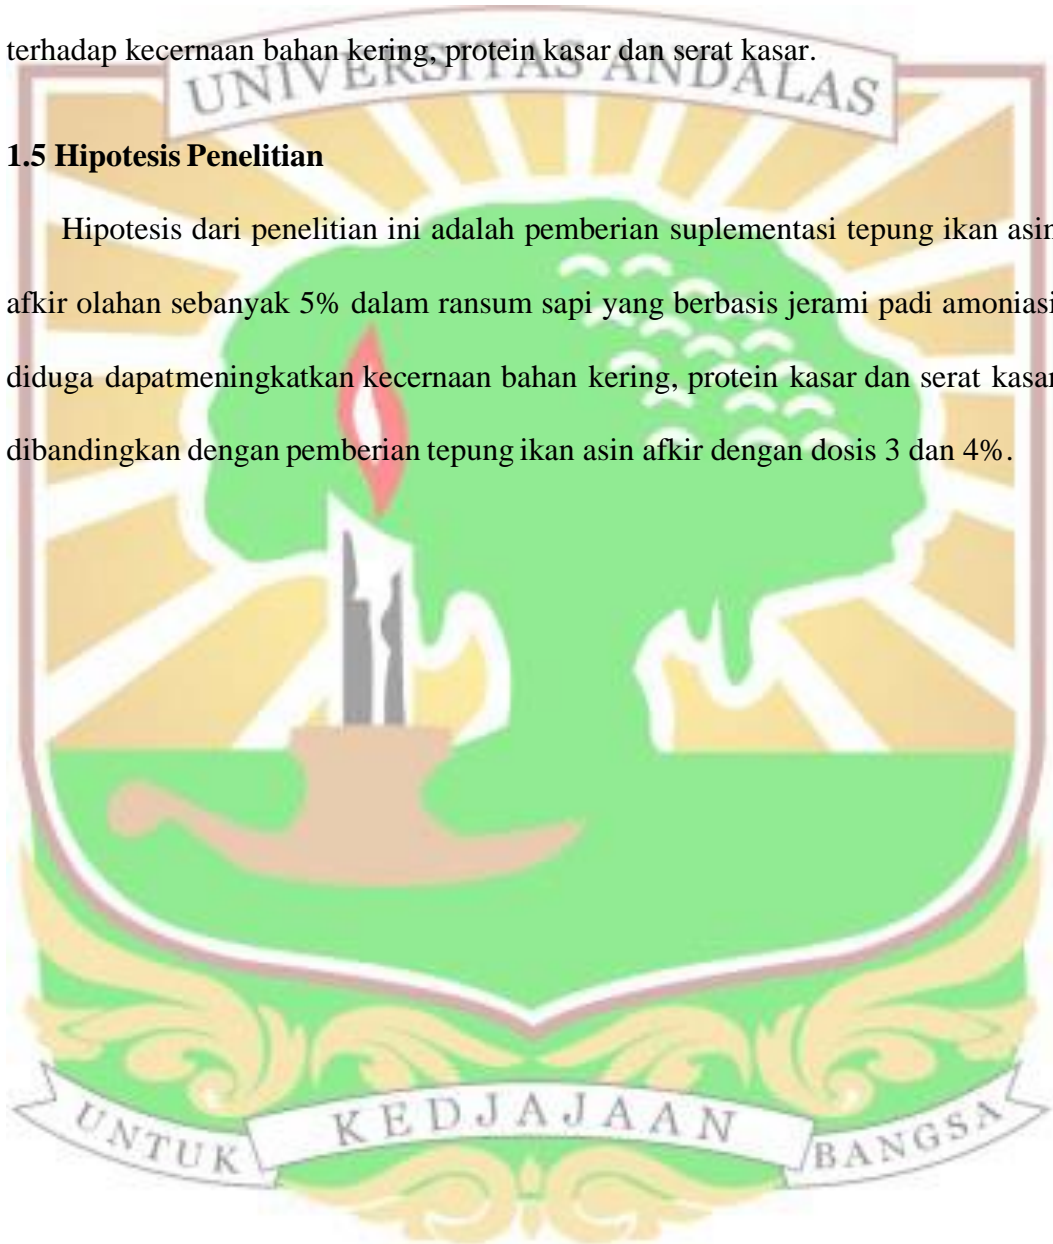 terhadap kecernaan bahan kering, protein kasar dan serat kasar.
UNIVERSITAS ANDALAS
1.5 Hipotesis Penelitian
Hipotesis dari penelitian ini adalah pemberian suplementasi tepung ikan asin
afkir olahan sebanyak 5% dalam ransum sapi yang berbasis jerami padi amoniasi
diduga dapatmeningkatkan kecernaan bahan kering, protein kasar dan serat kasar
dibandingkan dengan pemberian tepung ikan asin afkir dengan dosis 3 dan 4%.
UNTUK KEDJAJAAN BANGSA